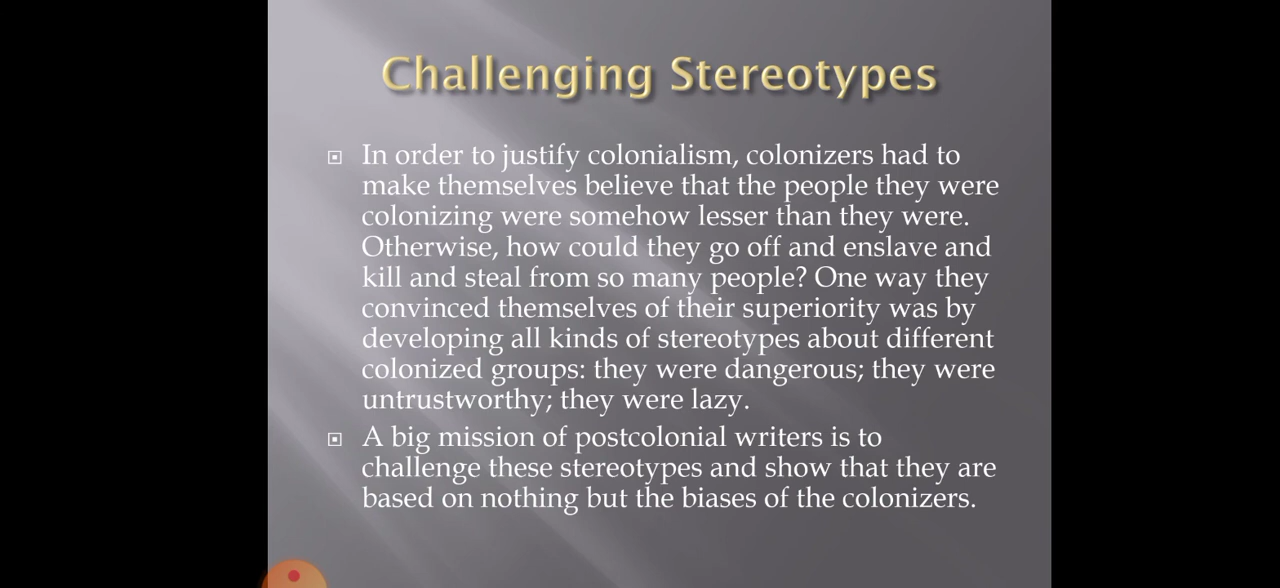 Challenging Stereotypes
In order to justify colonialism, colonizers had to
make themselves believe that the people they were
colonizing were somehow lesser than they were.
Otherwise, how could they go off and enslave and
kill and steal from so many people? One way they
convinced themselves of their superiority was by
developing all kinds of stereotypes about different
colonized groups: they were dangerous; they were
untrustworthy; they were lazy.
A big mission of postcolonial writers is to
challenge these stereotypes and show that they are
based on nothing but the biases of the colonizers.